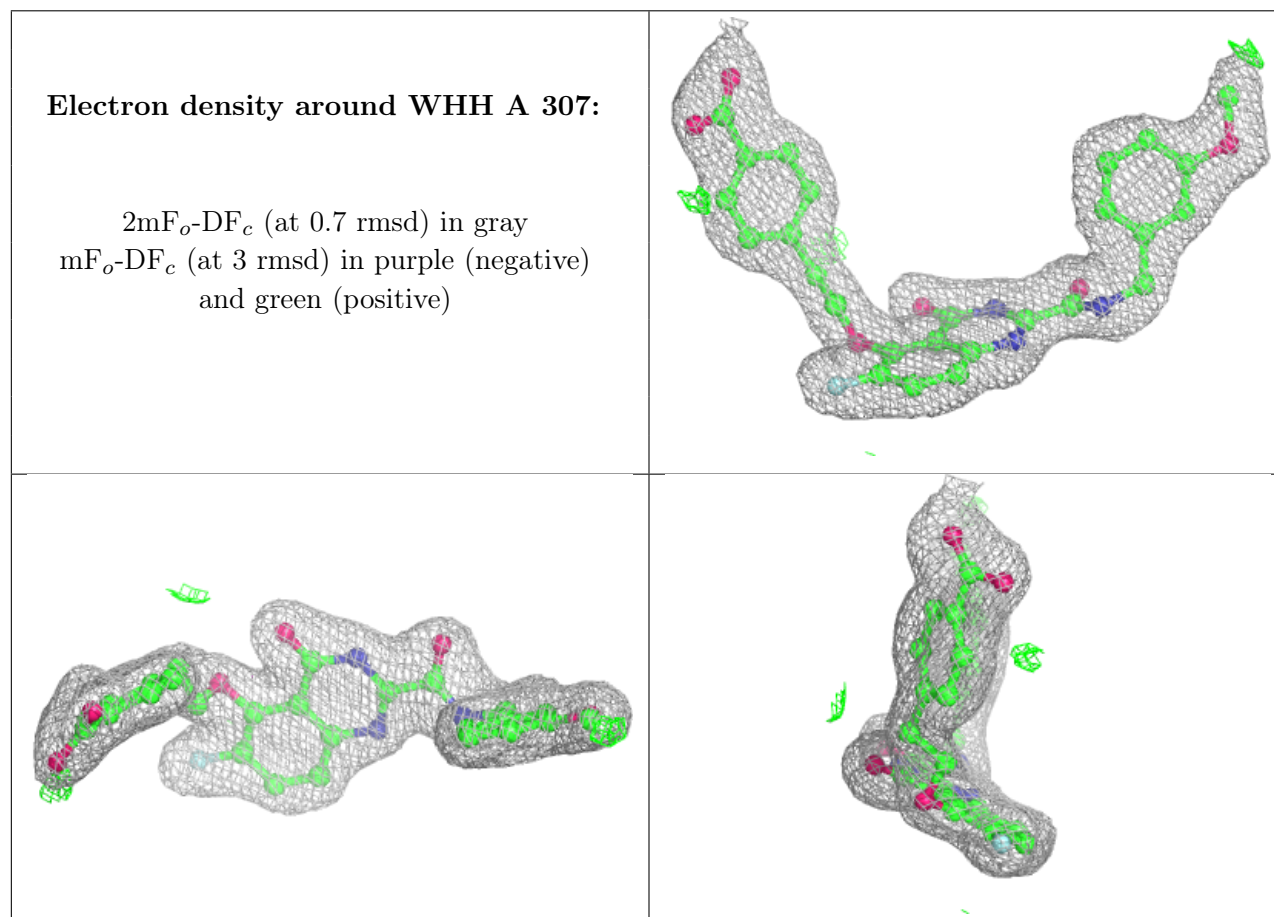 Electron density around WHH A 307:
2mFo-DFc (at 0.7 rmsd) in gray
mFo-DFc (at 3 rmsd) in purple (negative)
and green (positive)